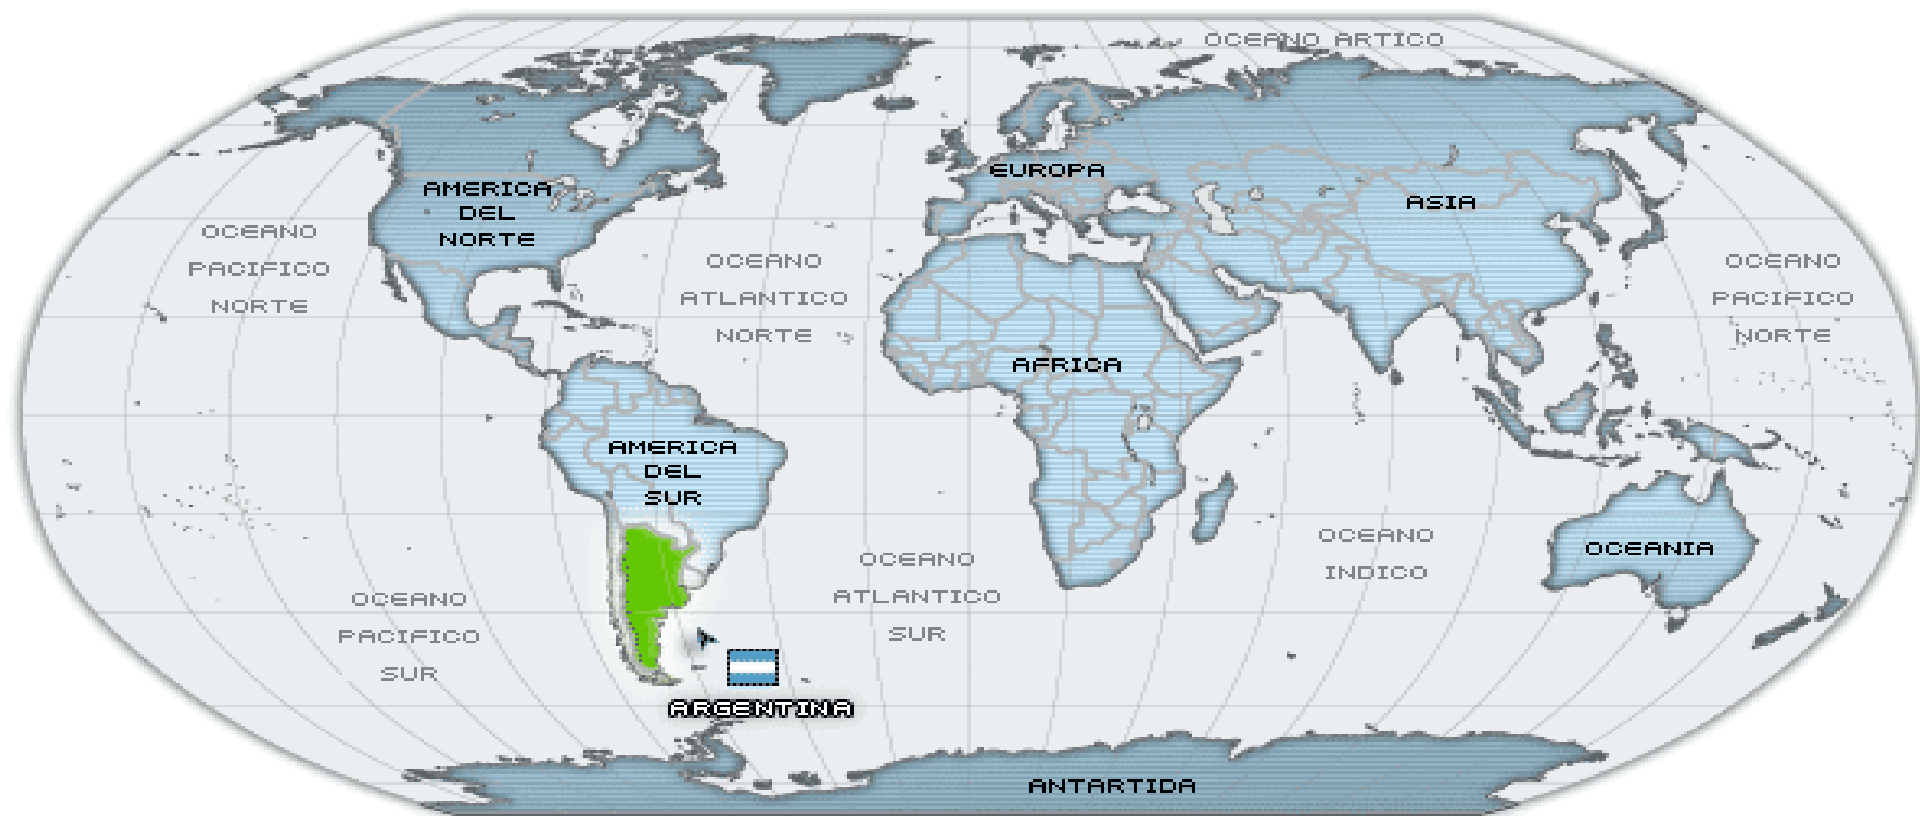 OCEANO ARTICO
EUROPA
AMERICA
DEL
NORTE
ASIA
OCEANO
PACIFICO
NORTE
OCEANO
ATLANTICO
NORTE
OCEANO
PACIFICO
NORTE
AFRICA
AMERICA
DEL
SUR
OCEANO
INDICO
OCEANIA
OCEANO
ATLANTICO
SUR
OCEANO
PACIFICO
SUR
ARGENTINA
ANTARTIDA